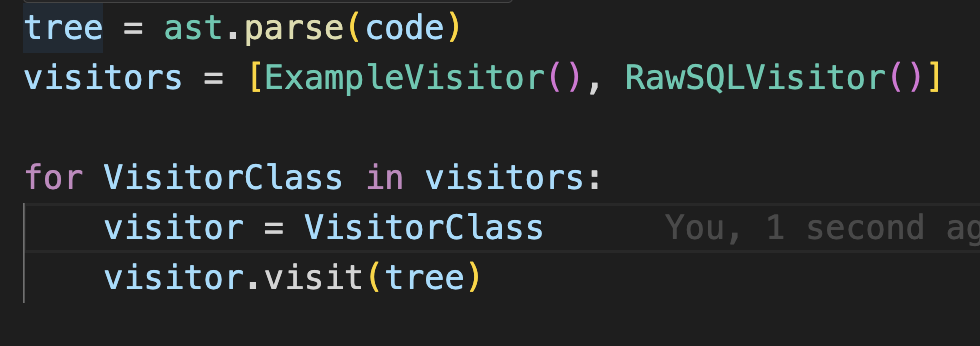 tree = ast.parse(code)
visitors = [ExampleVisitor(), RawSQLVisitor()]
for VisitorClass in visitors:
visitor = VisitorClass You, 1 second ag
visitor.visit(tree)